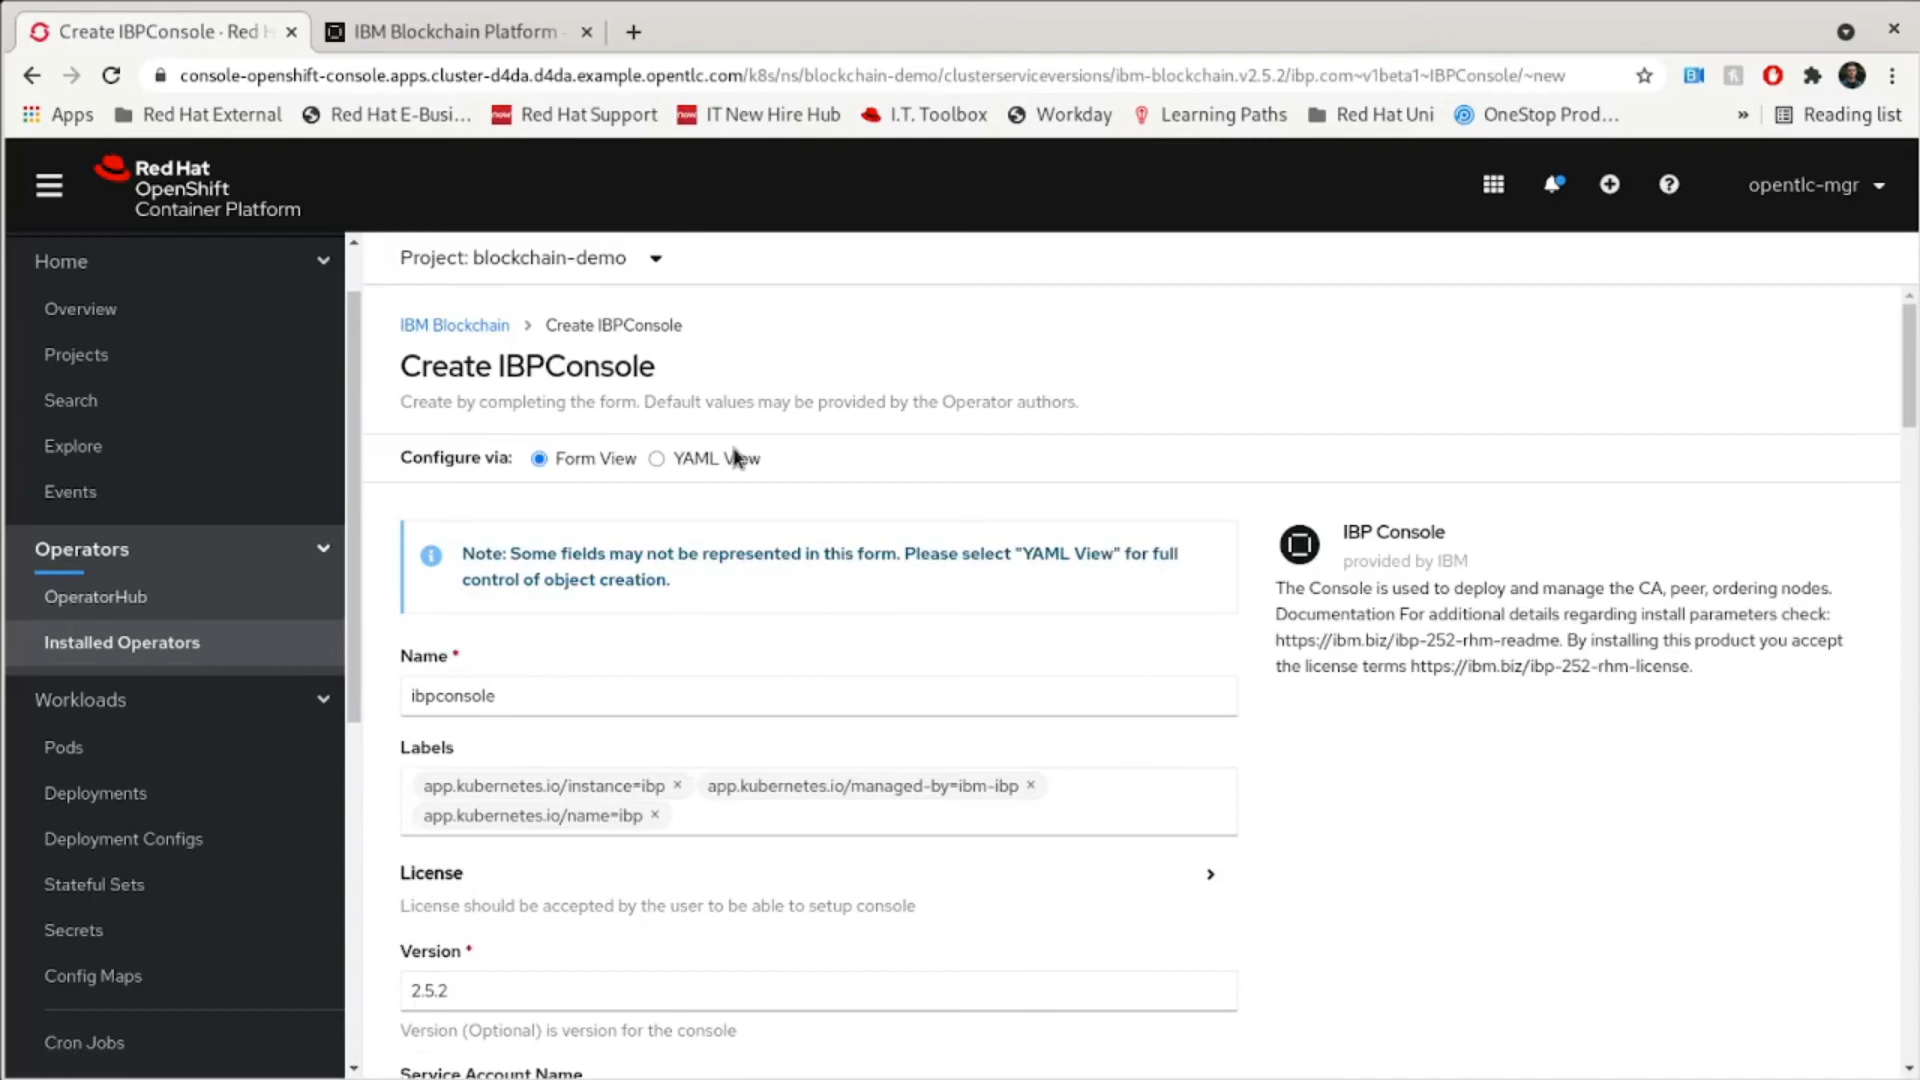 Create IBPConsole · Red H
IBM Blockchain Platform -
console-openshift-console.apps.cluster-d4da.d4da.example.opentlc.com/k8s/ns/blockchain-demo/clusterserviceversions/ibm-blockchain.v2.5.2/ibp.com~v1beta1~IBPConsole/~new
Apps
Red Hat External
Red Hat E-Busi...
Red Hat Support
IT New Hire Hub
I.T. Toolbox
Workday
Learning Paths
Red Hat Uni
OneStop Prod...
»
Reading list
Red Hat
OpenShift
Container Platform
opentlc-mgr
Home
Overview
Projects
Search
Explore
Events
Operators
OperatorHub
Installed Operators
Workloads
Pods
Deployments
Deployment Configs
Stateful Sets
Secrets
Config Maps
Cron Jobs
Project: blockchain-demo
IBM Blockchain > Create IBPConsole
Create IBPConsole
Create by completing the form. Default values may be provided by the Operator authors.
Configure via: Form View YAML View
Note: Some fields may not be represented in this form. Please select "YAML View" for full
control of object creation.
Name *
ibpconsole
Labels
app.kubernetes.io/instance=ibp × app.kubernetes.io/managed-by=ibm-ibp ×
app.kubernetes.io/name=ibp ×
License
License should be accepted by the user to be able to setup console
Version *
2.5.2
Version (Optional) is version for the console
Service Account Name
IBP Console
provided by IBM
The Console is used to deploy and manage the CA, peer, ordering nodes.
Documentation For additional details regarding install parameters check:
https://ibm.biz/ibp-252-rhm-readme. By installing this product you accept
the license terms https://ibm.biz/ibp-252-rhm-license.